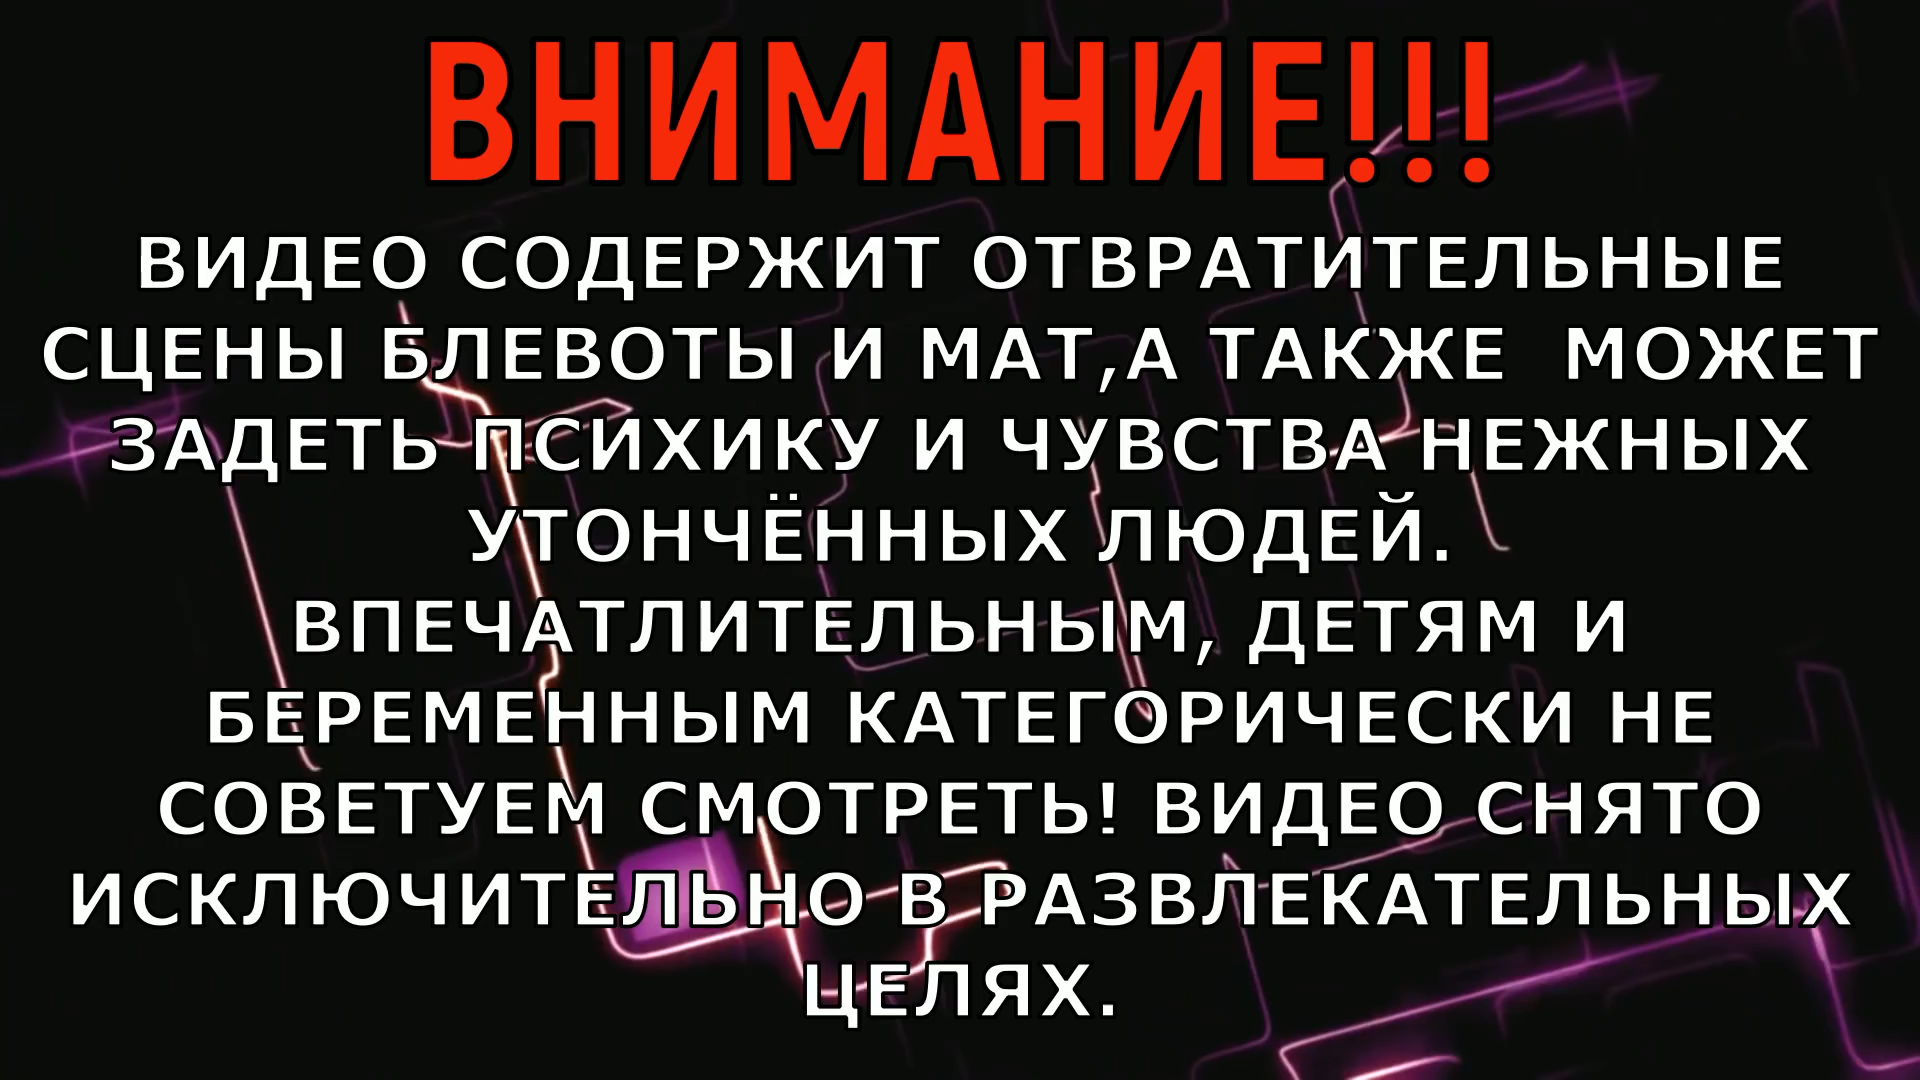 ВНИМАНИЕ!!!
ВИДЕО СОДЕРЖИТ ОТВРАТИТЕЛЬНЫЕ
СЦЕНЫ БЛЕВОТЫ И МАТ,А ТАКЖЕ  МОЖЕТ
ЗАДЕТЬ ПСИХИКУ И ЧУВСТВА НЕЖНЫХ
УТОНЧЁННЫХ ЛЮДЕЙ.
ВПЕЧАТЛИТЕЛЬНЫМ, ДЕТЯМ И
БЕРЕМЕННЫМ КАТЕГОРИЧЕСКИ НЕ
СОВЕТУЕМ СМОТРЕТЬ! ВИДЕО СНЯТО
ИСКЛЮЧИТЕЛЬНО В РАЗВЛЕКАТЕЛЬНЫХ
ЦЕЛЯХ.